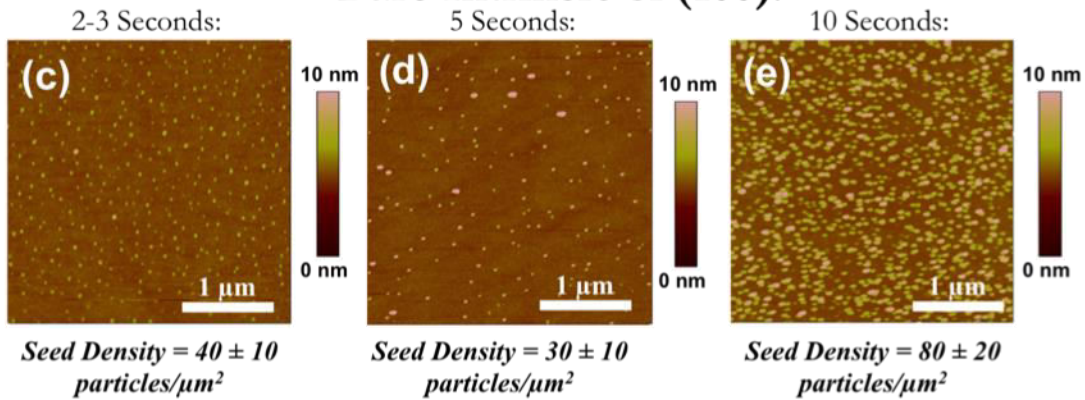 2-3 Seconds:
5 Seconds:
10 Seconds:
(c)
10 nm
0 nm
1 µm
(d)
10 nm
0 nm
1 µm
(e)
10 nm
0 nm
1 µm
Seed Density = 40 ± 10
particles/µm²
Seed Density = 30 ± 10
particles/µm²
Seed Density = 80 ± 20
particles/µm²